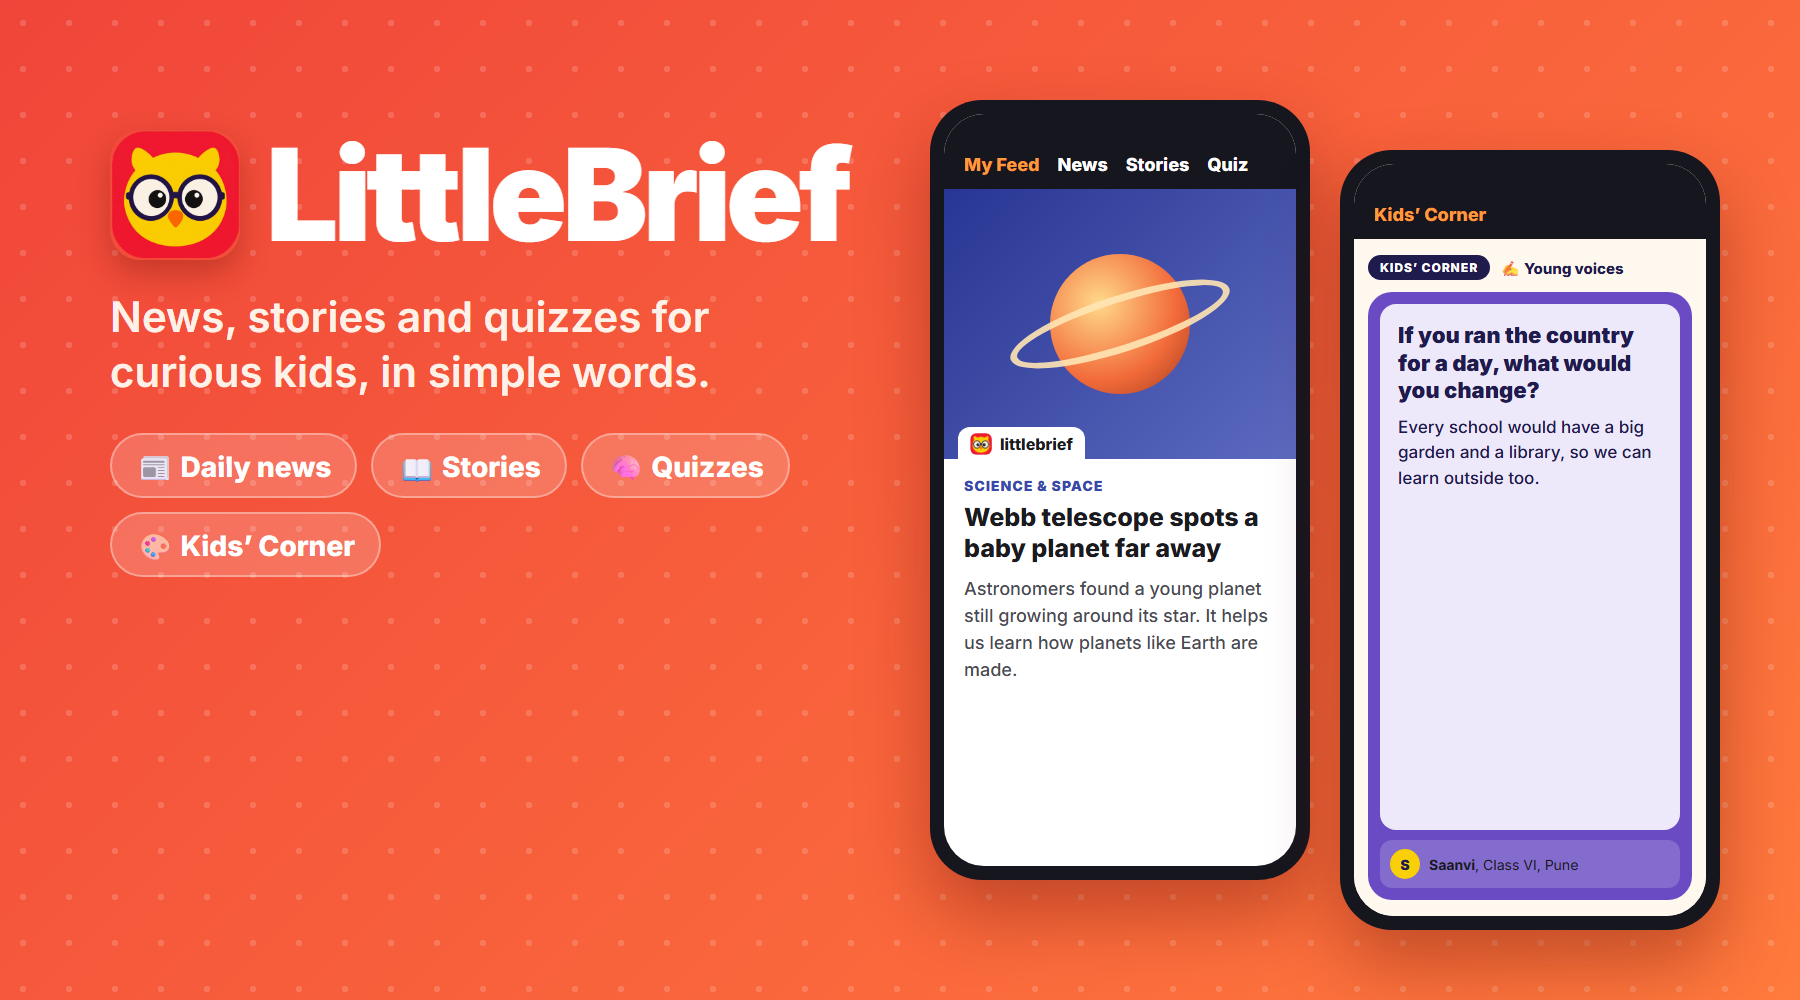 LittleBrief
News, stories and quizzes for
curious kids, in simple words.
📰 Daily news
📖 Stories
🧠 Quizzes
🎨 Kids’ Corner
My Feed News Stories Quiz
littlebrief
SCIENCE & SPACE
Webb telescope spots a
baby planet far away
Astronomers found a young planet
still growing around its star. It helps
us learn how planets like Earth are
made.
Kids’ Corner
KIDS’ CORNER ✍️ Young voices
If you ran the country
for a day, what would
you change?
Every school would have a big
garden and a library, so we can
learn outside too.
S Saanvi, Class VI, Pune